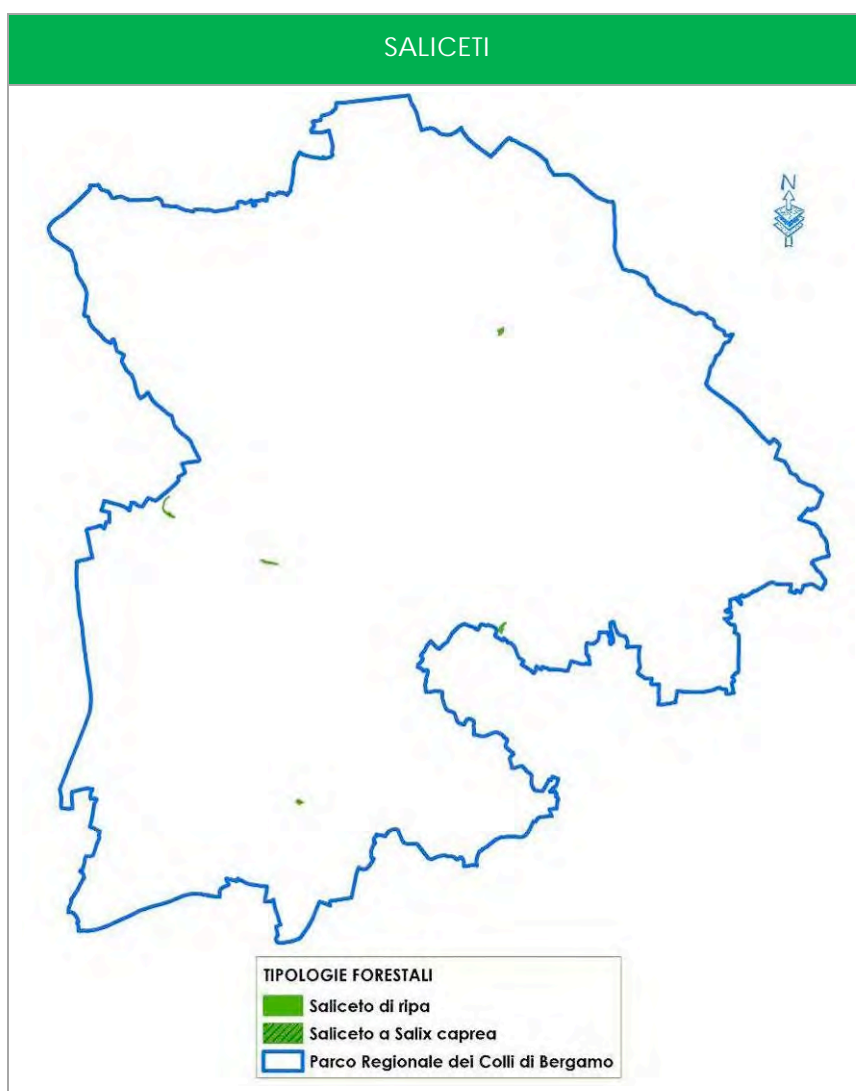 SALICETI
N
TIPOLOGIE FORESTALI
Saliceto di ripa
Saliceto a Salix caprea
Parco Regionale dei Colli di Bergamo